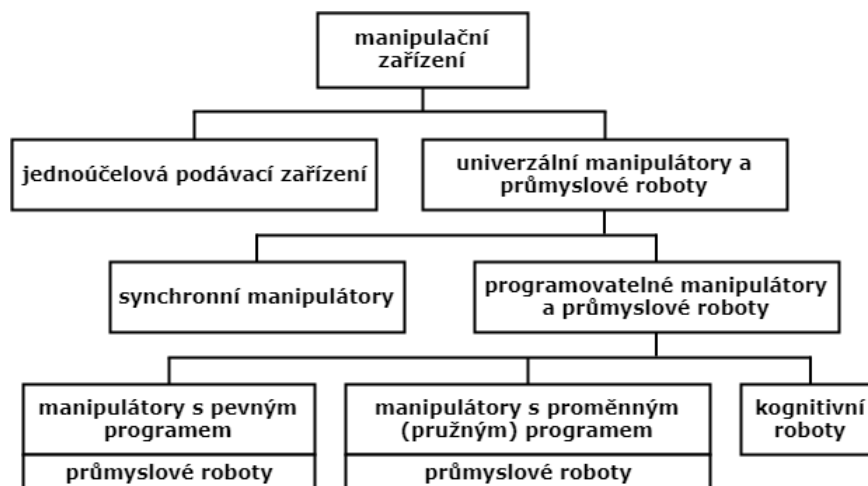 manipulační
zařízení
jednoúčelová podávací zařízení
univerzální manipulátory a
průmyslové roboty
synchronní manipulátory
programovatelné manipulátory
a průmyslové roboty
manipulátory s pevným
programem
průmyslové roboty
manipulátory s proměnným
(pružným) programem
průmyslové roboty
kognitivní
roboty